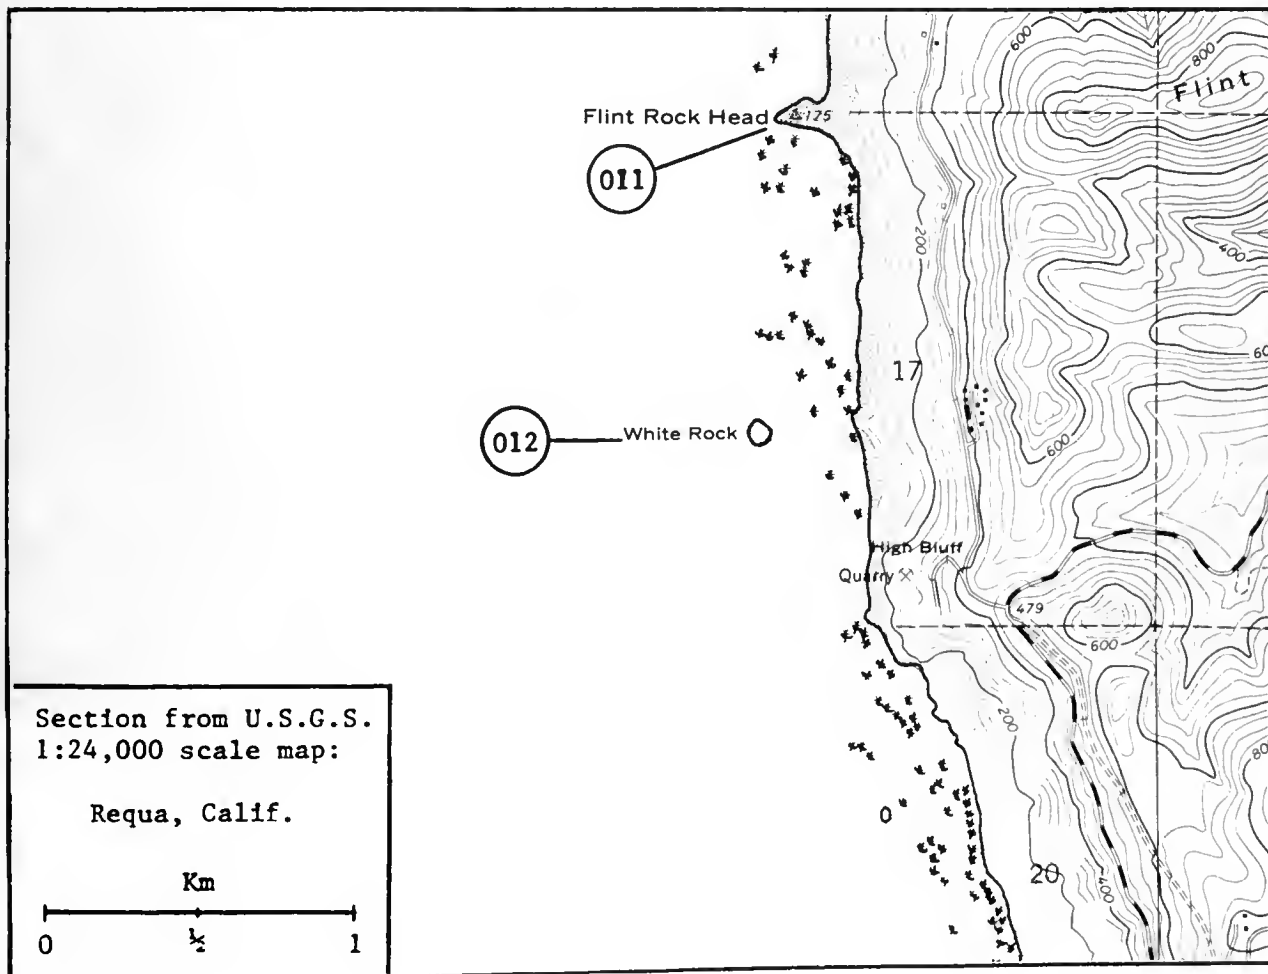 600
800
Flint
Flint Rock Head
125
011
200
400
600
17
012
White Rock
600
High Bluff
Quarry
479
600
200
Section from U.S.G.S.
1:24,000 scale map:
Requa, Calif.
Km
0 ½ 1
0
20
400